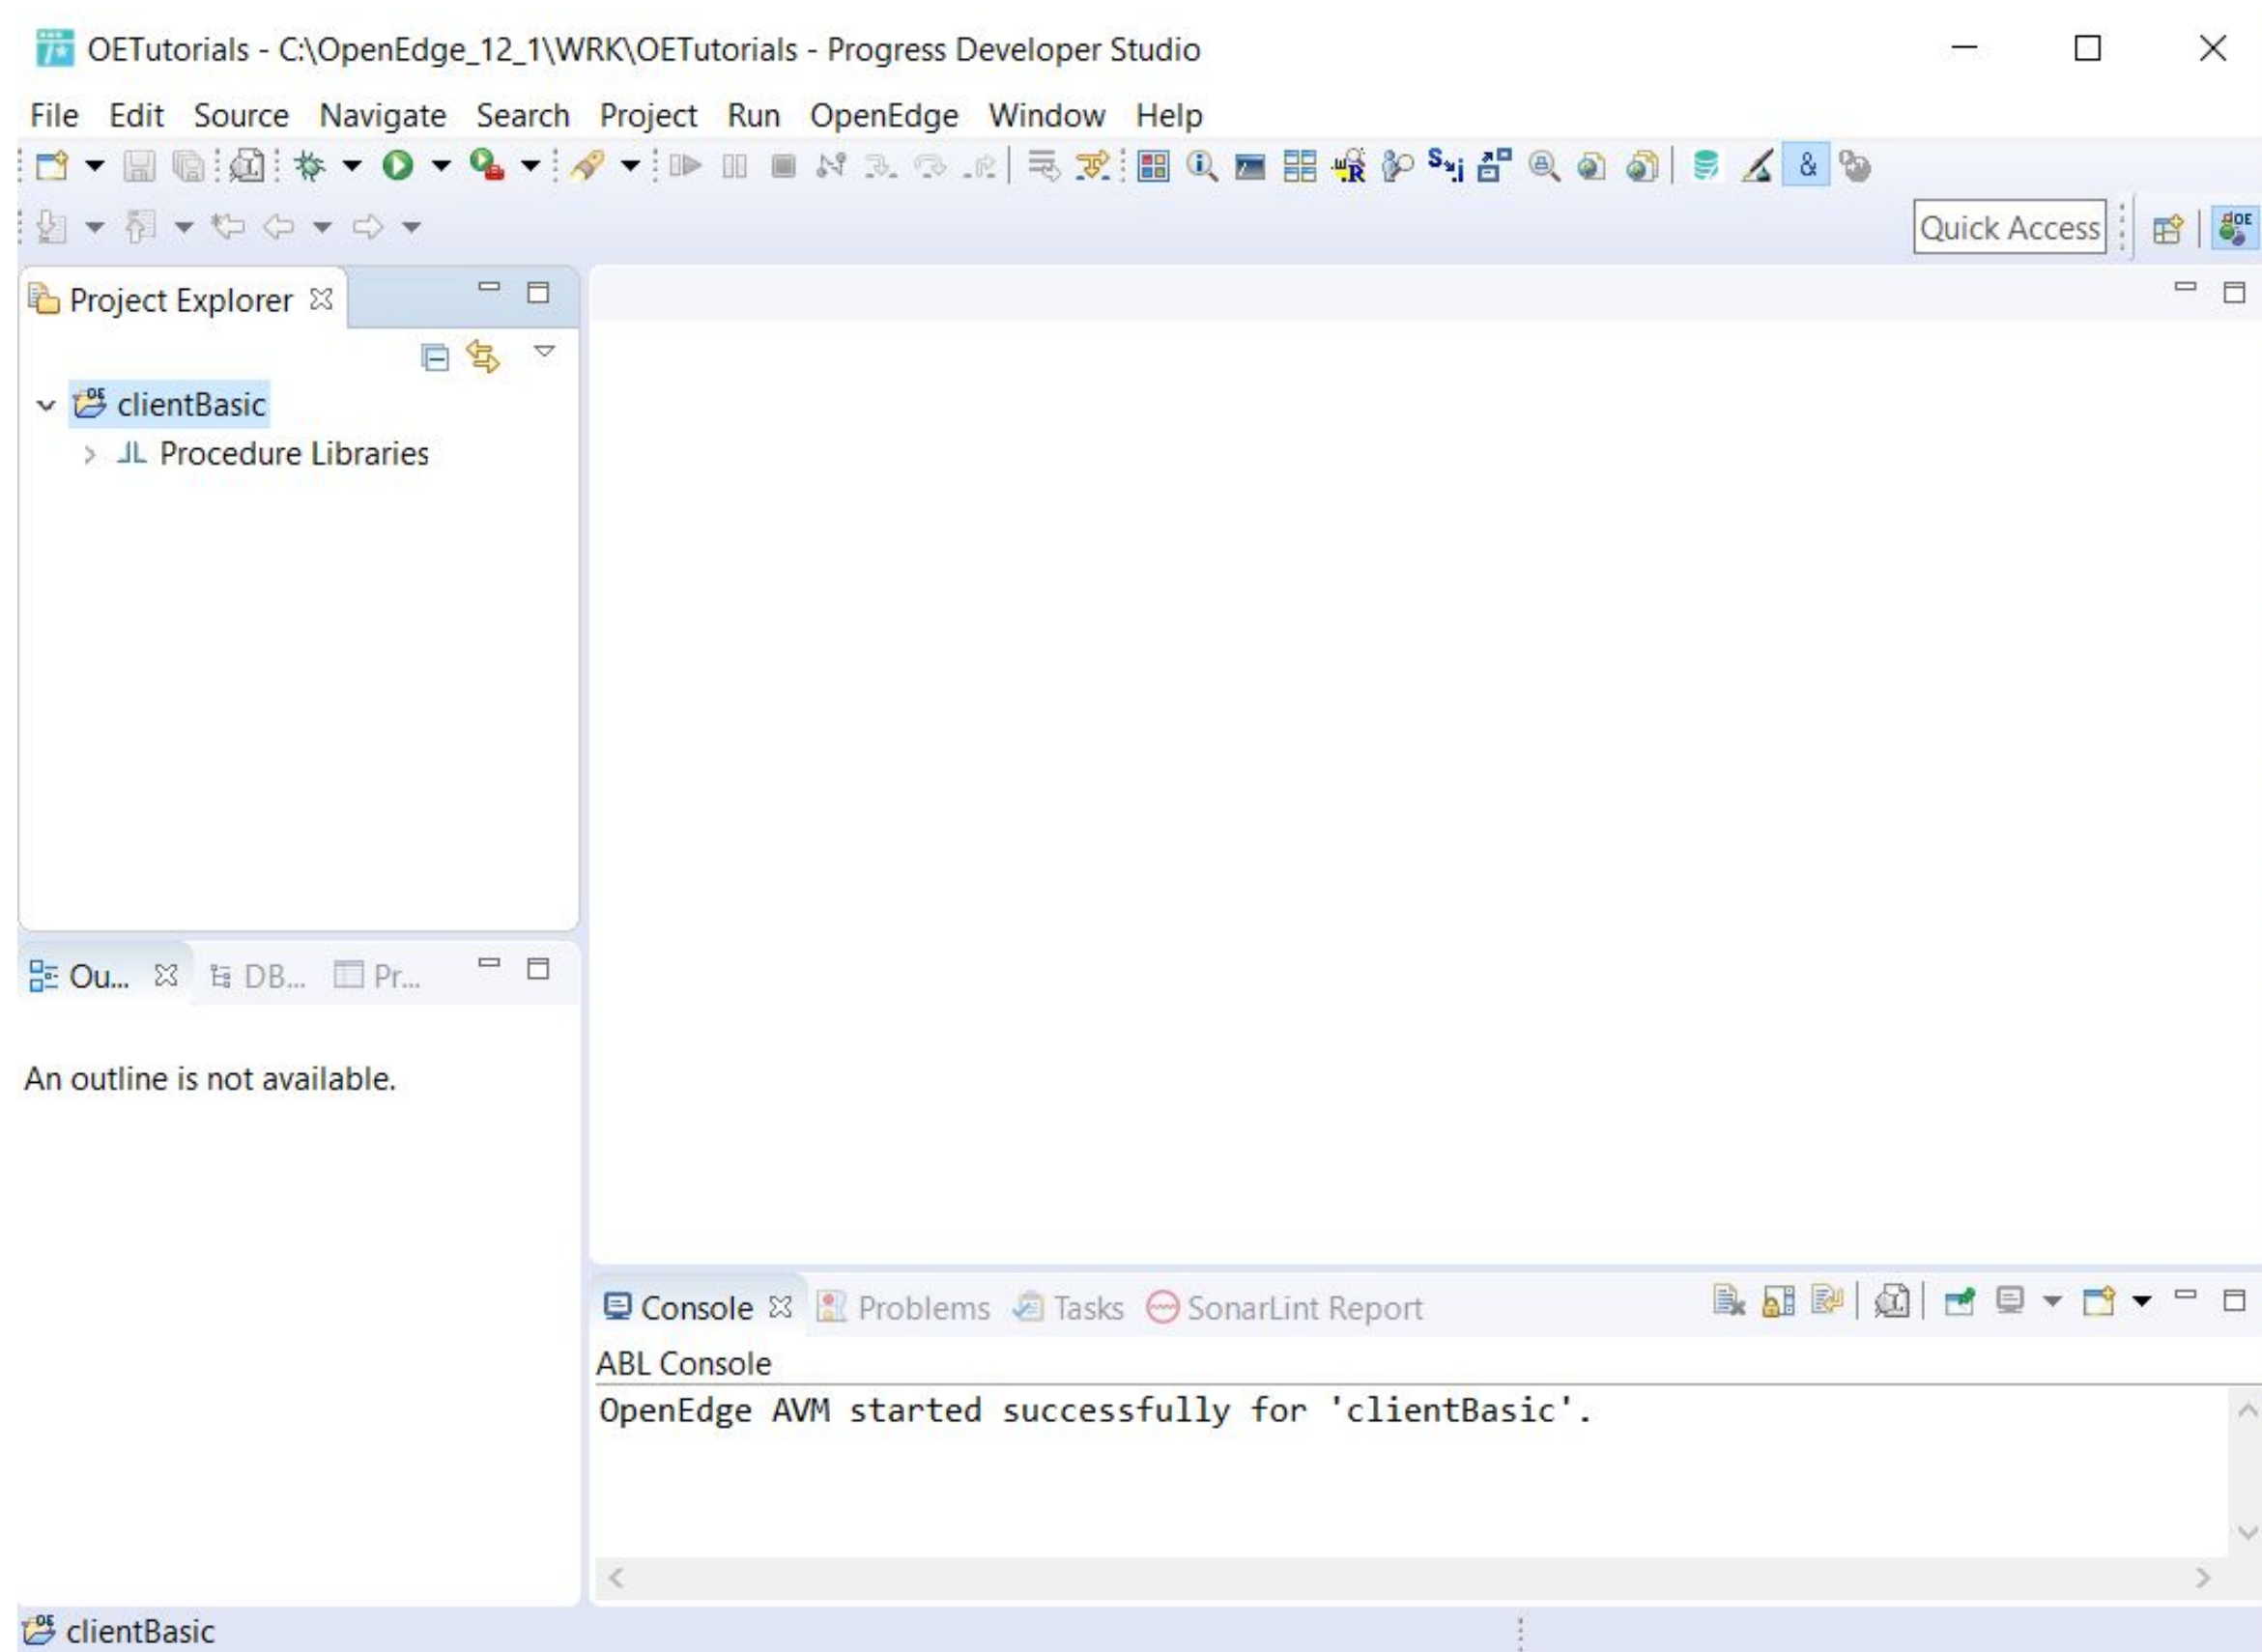 OETutorials - C:\OpenEdge_12_1\WRK\OETutorials - Progress Developer Studio
File Edit Source Navigate Search Project Run OpenEdge Window Help
Quick Access
Project Explorer
clientBasic
Procedure Libraries
Ou... DB... Pr...
An outline is not available.
Console Problems Tasks SonarLint Report
ABL Console
OpenEdge AVM started successfully for 'clientBasic'.
clientBasic